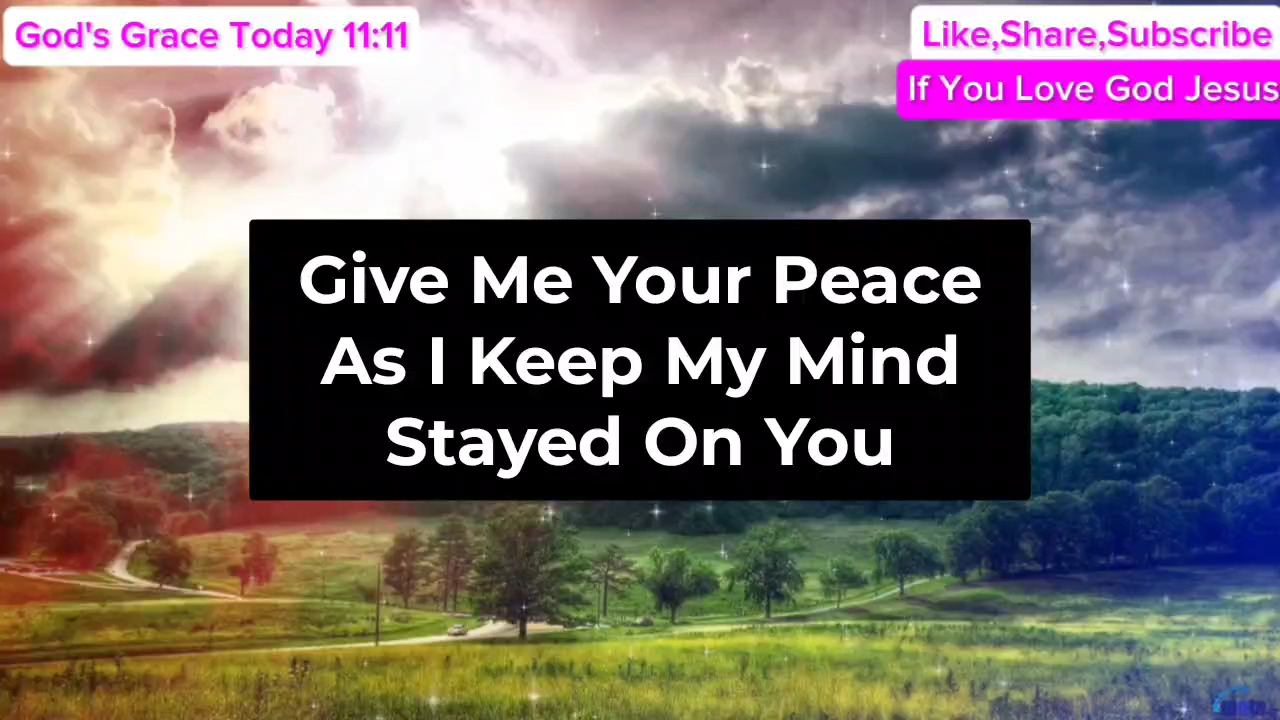 God's Grace Today 11:11
Like,Share,Subscribe
If You Love God Jesus
Give Me Your Peace
As I Keep My Mind
Stayed On You